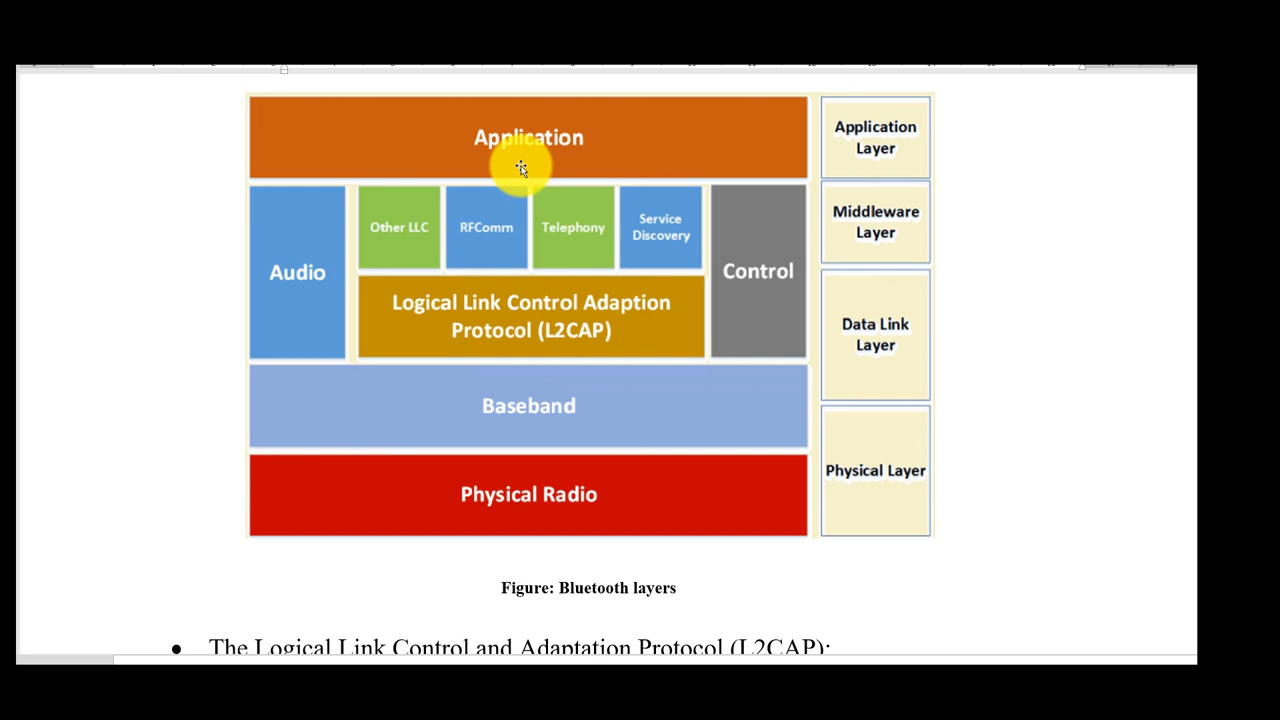 Application
Application
Layer
Audio
Other LLC
RFComm
Telephony
Service
Discovery
Control
Middleware
Layer
Logical Link Control Adaption
Protocol (L2CAP)
Data Link
Layer
Baseband
Physical Radio
Physical Layer
Figure: Bluetooth layers
• The Logical Link Control and Adaptation Protocol (L2CAP):